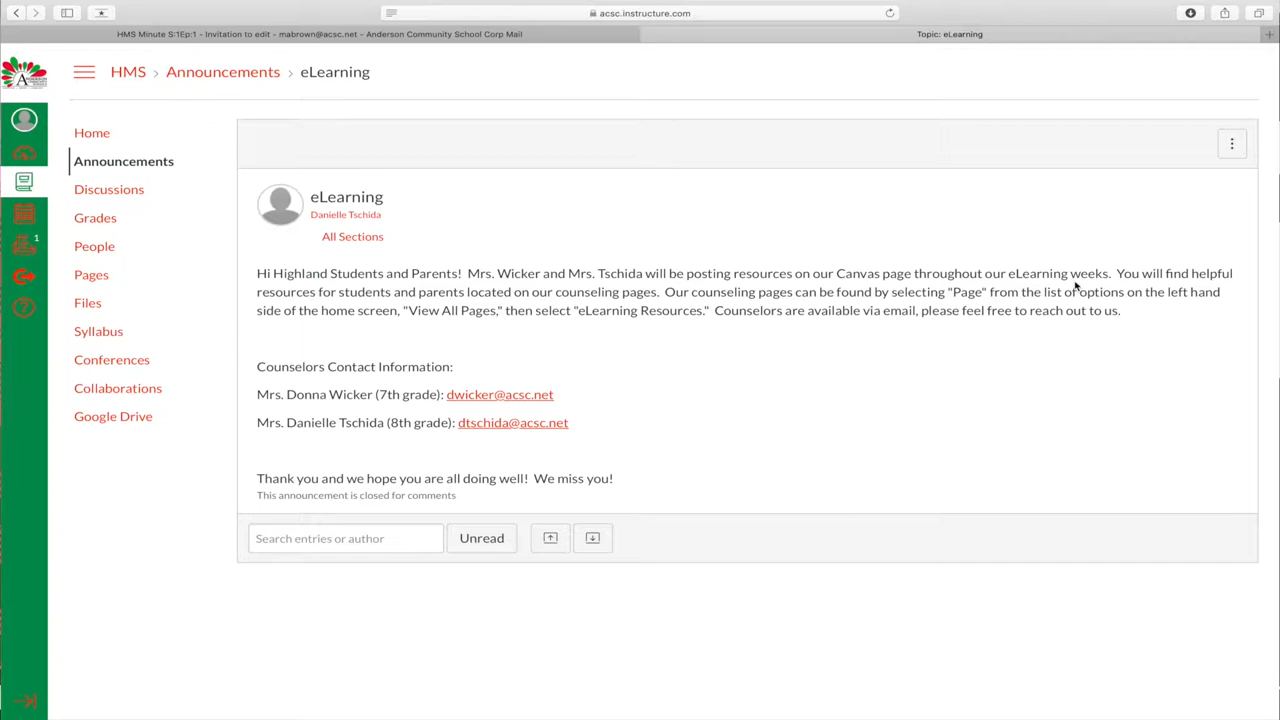 acsc.instructure.com
HMS Minute S:1Ep:1 - Invitation to edit - mabrown@acsc.net - Anderson Community School Corp Mail
Topic: eLearning
HMS > Announcements > eLearning
Home
Announcements
Discussions
Grades
People
Pages
Files
Syllabus
Conferences
Collaborations
Google Drive
1
eLearning
Danielle Tschida
All Sections
Hi Highland Students and Parents!  Mrs. Wicker and Mrs. Tschida will be posting resources on our Canvas page throughout our eLearning weeks.  You will find helpful
resources for students and parents located on our counseling pages.  Our counseling pages can be found by selecting "Page" from the list of options on the left hand
side of the home screen, "View All Pages," then select "eLearning Resources."  Counselors are available via email, please feel free to reach out to us.
Counselors Contact Information:
Mrs. Donna Wicker (7th grade): dwicker@acsc.net
Mrs. Danielle Tschida (8th grade): dtschida@acsc.net
Thank you and we hope you are all doing well!  We miss you!
This announcement is closed for comments
Search entries or author
Unread